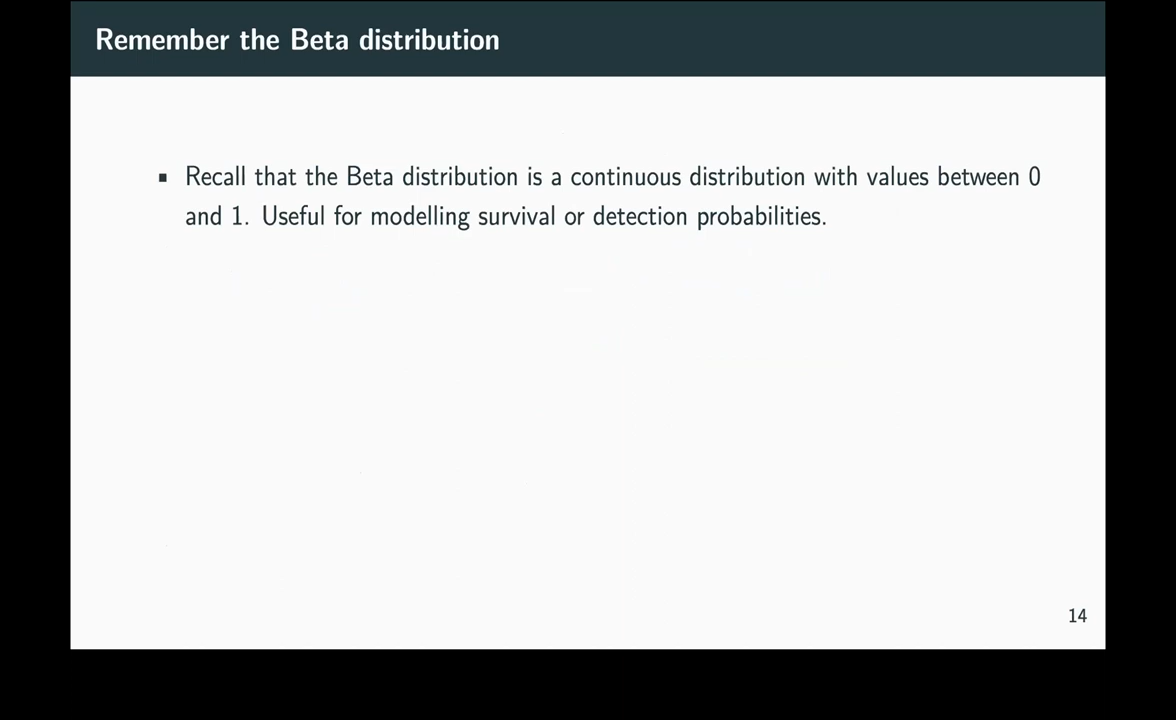 Remember the Beta distribution
▪ Recall that the Beta distribution is a continuous distribution with values between 0
and 1. Useful for modelling survival or detection probabilities.
14